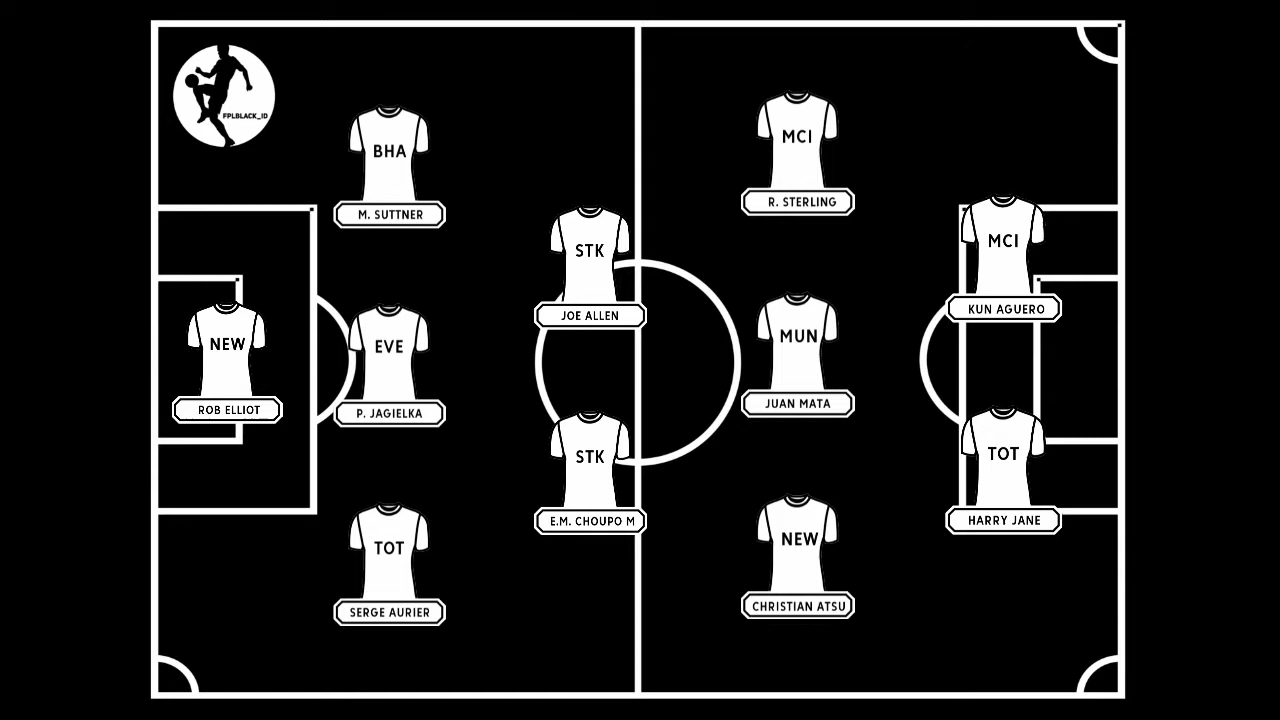 FPLBLACK_ID
BHA
M. SUTTNER
MCI
R. STERLING
STK
JOE ALLEN
MCI
KUN AGUERO
NEW
ROB ELLIOT
EVE
P. JAGIELKA
MUN
JUAN MATA
STK
E.M. CHOUPO M
TOT
HARRY JANE
TOT
SERGE AURIER
NEW
CHRISTIAN ATSU